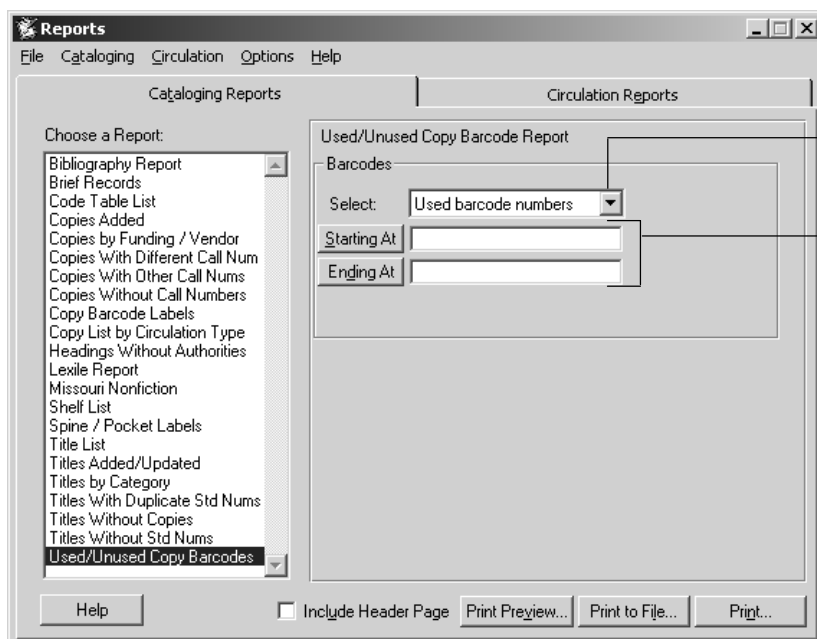 Reports
File Cataloging Circulation Options Help
Cataloging Reports
Circulation Reports
Choose a Report:
Bibliography Report
Brief Records
Code Table List
Copies Added
Copies by Funding / Vendor
Copies With Different Call Num
Copies With Other Call Nums
Copies Without Call Numbers
Copy Barcode Labels
Copy List by Circulation Type
Headings Without Authorities
Lexile Report
Missouri Nonfiction
Shelf List
Spine / Pocket Labels
Title List
Titles Added/Updated
Titles by Category
Titles With Duplicate Std Nums
Titles Without Copies
Titles Without Std Nums
Used/Unused Copy Barcodes
Used/Unused Copy Barcode Report
Barcodes
Select: Used barcode numbers
Starting At
Ending At
Help
Include Header Page
Print Preview...
Print to File...
Print...